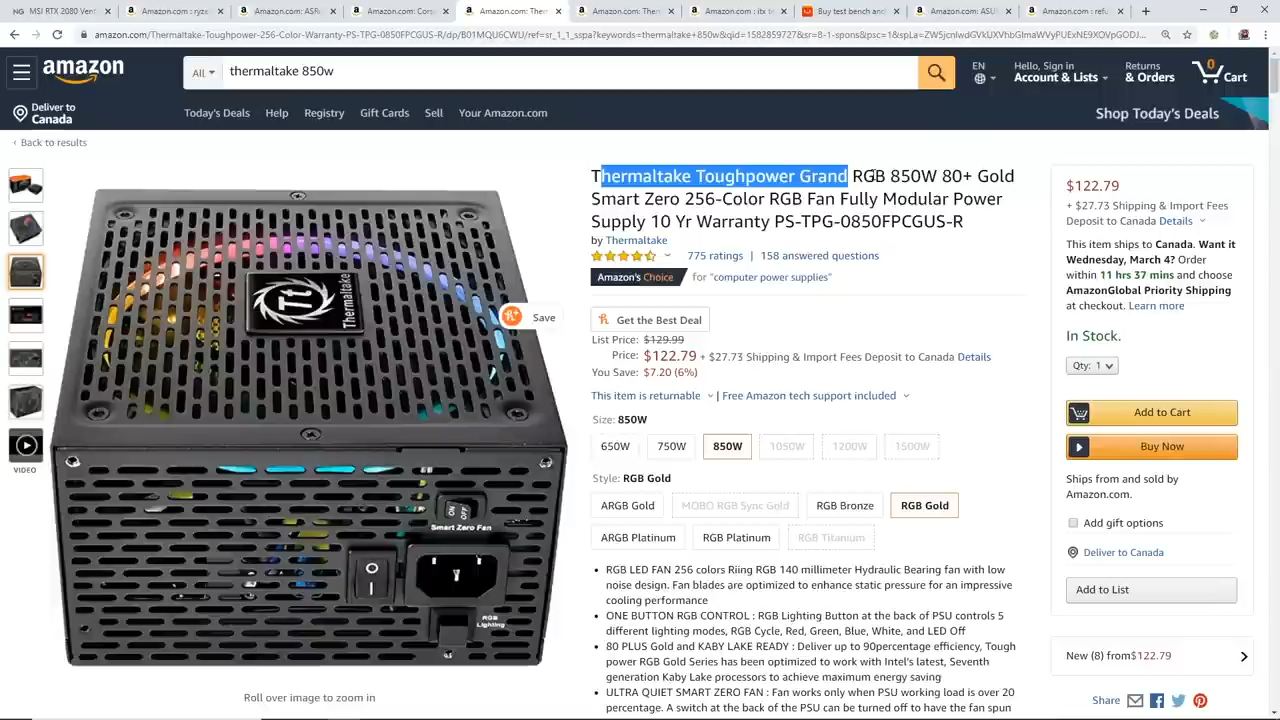 MSI RTX 2080 Vent
Amazon.com : ryze
Amazon.com: ASR
Amazon.com: Cors
Amazon.com: Ther
Amazon.com: Ther
Amazon.com : itx te
Buy test bench and
Amazon.com: ASU
Amazon.com : refu
amazon.com/Thermaltake-Toughpower-256-Color-Warranty-PS-TPG-0850FPCGUS-R/dp/B01MQU6CWJ/
amazon
All
thermaltake 850w
EN
Hello, Sign in
Account & Lists
Returns
& Orders
0
Cart
Deliver to
Canada
Today's Deals
Help
Registry
Gift Cards
Sell
Your Amazon.com
Shop Today's Deals
‹ Back to results
Thermaltake Toughpower Grand RGB 850W 80+ Gold
Smart Zero 256-Color RGB Fan Fully Modular Power
Supply 10 Yr Warranty PS-TPG-0850FPCGUS-R
by Thermaltake
775 ratings | 158 answered questions
Amazon's Choice for "computer power supplies"
Get the Best Deal
List Price: $129.99
Price: $122.79 + $27.73 Shipping & Import Fees Deposit to Canada Details
You Save: $7.20 (6%)
This item is returnable | Free Amazon tech support included
Size: 850W
650W 750W 850W 1050W 1200W 1500W
Style: RGB Gold
ARGB Gold MOBO RGB Sync Gold RGB Bronze RGB Gold
ARGB Platinum RGB Platinum RGB Titanium
• RGB LED FAN 256 colors Riing RGB 140 millimeter Hydraulic Bearing fan with low
noise design. Fan blades are optimized to enhance static pressure for an impressive
cooling performance
• ONE BUTTON RGB CONTROL : RGB Lighting Button at the back of PSU controls 5
different lighting modes, RGB Cycle, Red, Green, Blue, White, and LED Off
• 80 PLUS Gold and KABY LAKE READY : Deliver up to 90percentage efficiency, Tough
power RGB Gold Series has been optimized to work with Intel's latest, Seventh
generation Kaby Lake processors to achieve maximum energy saving
• ULTRA QUIET SMART ZERO FAN : Fan works only when PSU working load is over 20
percentage. A switch at the back of the PSU can be turned off to have the fan spun
Tt
Thermaltake
Save
ON
OFF
Smart Zero Fan
RGB
Lighting
VIDEO
Roll over image to zoom in
$122.79
+ $27.73 Shipping & Import Fees
Deposit to Canada Details
This item ships to Canada. Want it
Wednesday, March 4? Order
within 11 hrs 37 mins and choose
AmazonGlobal Priority Shipping
at checkout. Learn more
In Stock.
Qty: 1
Add to Cart
Buy Now
Ships from and sold by
Amazon.com.
Add gift options
Deliver to Canada
Add to List
New (8) from $122.79
Share